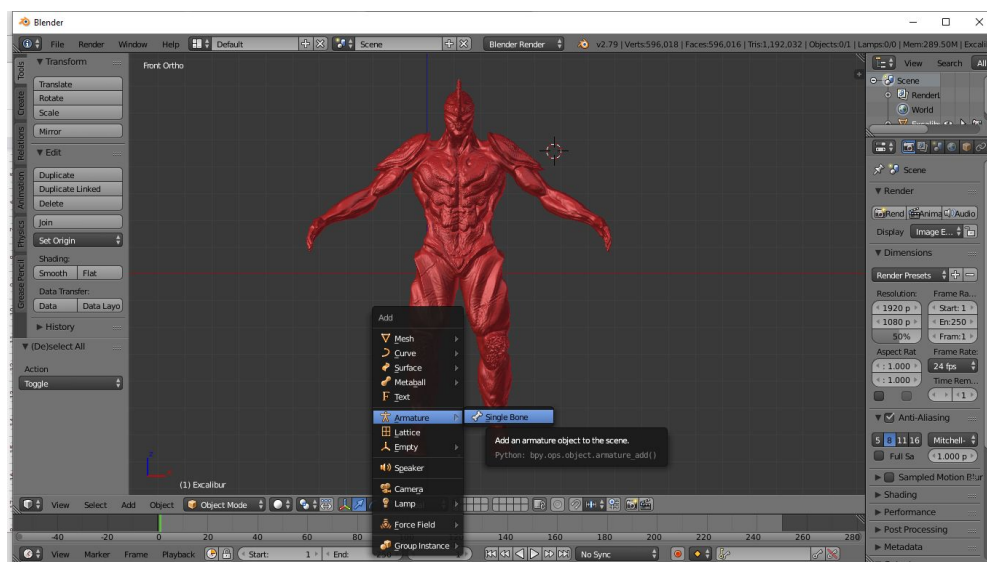 Blender
File Render Window Help Default Scene Blender Render v2.79 | Verts:596,018 | Faces:596,016 | Tris:1,192,032 | Objects:0/1 | Lamps:0/0 | Mem:289.50M | Excali
Tools
Create
Relations
Animation
Physics
Grease Pencil
Transform
Translate
Rotate
Scale
Mirror
Edit
Duplicate
Duplicate Linked
Delete
Join
Set Origin
Shading:
Smooth Flat
Data Transfer:
Data Data Layo
History
(De)select All
Action
Toggle
Front Ortho
(1) Excalibur
Add
Mesh
Curve
Surface
Metaball
Text
Armature
Lattice
Empty
Speaker
Camera
Lamp
Force Field
Group Instance
Single Bone
Add an armature object to the scene.
Python: bpy.ops.object.armature_add()
View Search All
Scene
RenderL
World
Scene
Render
Rend Anima Audio
Display Image E...
Dimensions
Render Presets
Resolution: Frame Ra...
1920 p Start: 1
1080 p En:250
50% Fram:1
Aspect Rat Frame Rate:
: 1.000 24 fps
: 1.000 Time Rem...
1
Anti-Aliasing
5 8 11 16 Mitchell-
Full Sa 1.000 p
Sampled Motion Blur
Shading
Performance
Post Processing
Metadata
View Select Add Object Object Mode
-40 -20 0 20 40 60 80 140 160 180 200 220 240 260 280
View Marker Frame Playback Start: 1 End: No Sync